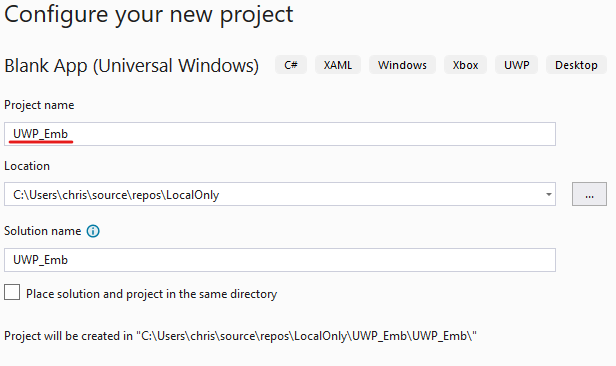 Configure your new project
Blank App (Universal Windows) C# XAML Windows Xbox UWP Desktop
Project name
UWP_Emb
Location
C:\Users\chris\source\repos\LocalOnly ...
Solution name
UWP_Emb
Place solution and project in the same directory
Project will be created in "C:\Users\chris\source\repos\LocalOnly\UWP_Emb\UWP_Emb\"